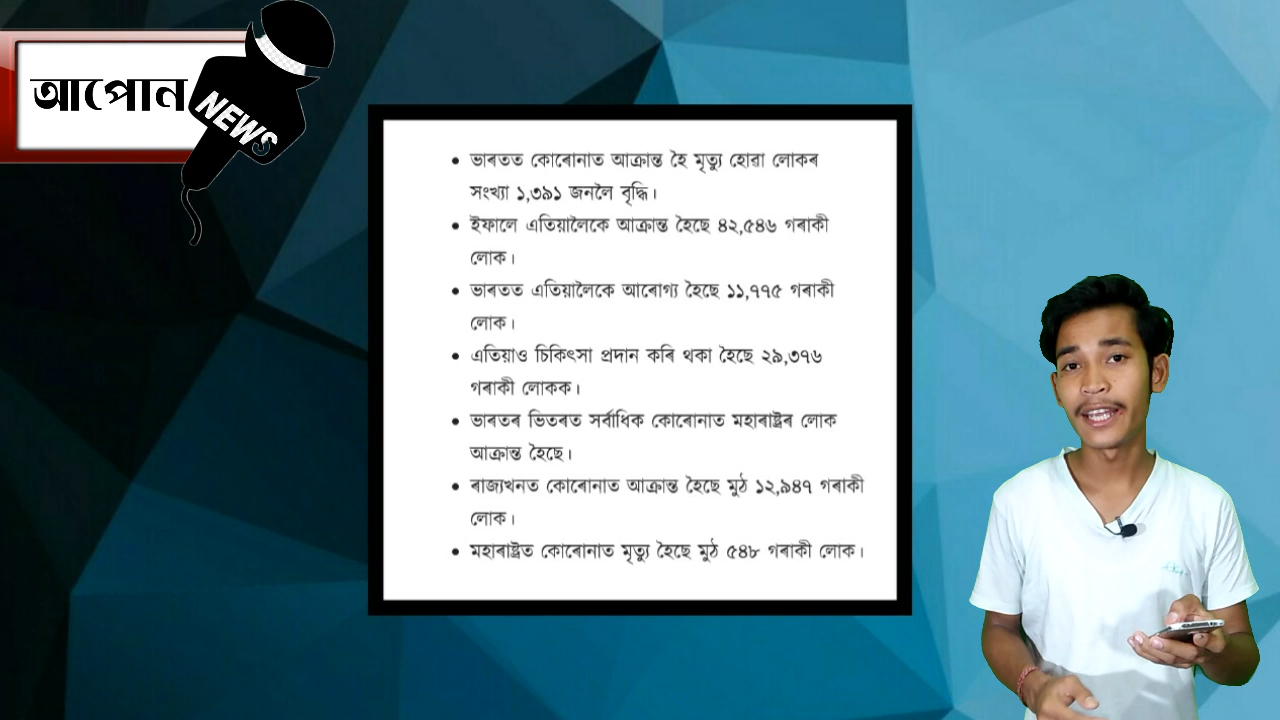 আপোন
NEWS
• ভাৰতত কোৰোনাত আক্ৰান্ত হৈ মৃত্যু হোৱা লোকৰ
সংখ্যা ১,৩৯১ জনলৈ বৃদ্ধি।
• ইফালে এতিয়ালৈকে আক্ৰান্ত হৈছে ৪২,৫৪৬ গৰাকী
লোক।
• ভাৰতত এতিয়ালৈকে আৰোগ্য হৈছে ১১,৭৭৫ গৰাকী
লোক।
• এতিয়াও চিকিৎসা প্ৰদান কৰি থকা হৈছে ২৯,৩৭৬
গৰাকী লোকক।
• ভাৰতৰ ভিতৰত সৰ্বাধিক কোৰোনাত মহাৰাষ্ট্ৰৰ লোক
আক্ৰান্ত হৈছে।
• ৰাজ্যখনত কোৰোনাত আক্ৰান্ত হৈছে মুঠ ১২,৯৪৭ গৰাকী
লোক।
• মহাৰাষ্ট্ৰত কোৰোনাত মৃত্যু হৈছে মুঠ ৫৪৮ গৰাকী লোক।